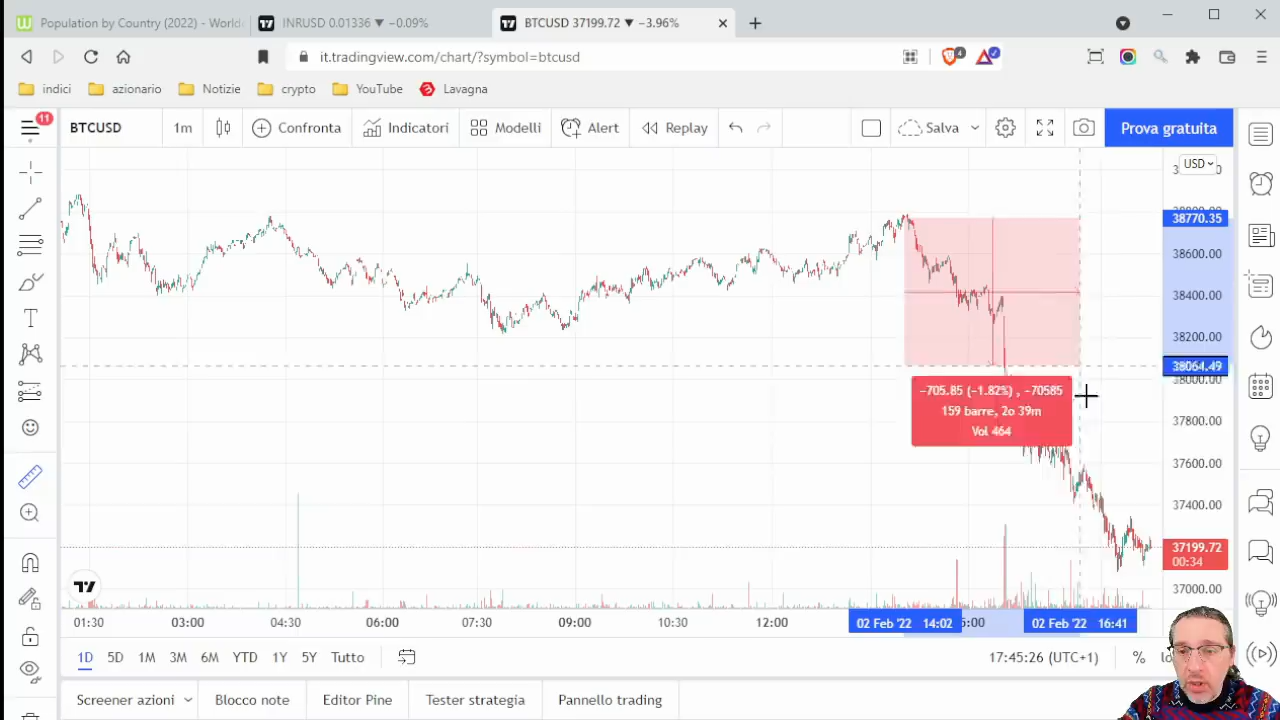 Population by Country (2022) - World
INRUSD 0.01336 ▼ −0.09%
BTCUSD 37199.72 ▼ −3.96%
it.tradingview.com/chart/?symbol=btcusd
4
indici
azionario
Notizie
crypto
YouTube
Lavagna
11
BTCUSD
1m
Confronta
Indicatori
Modelli
Alert
Replay
Salva
Prova gratuita
USD
38770.35
38600.00
38400.00
38200.00
38064.49
38000.00
37800.00
37600.00
37400.00
37199.72
00:34
37000.00
−705.85 (−1.82%) , −70585
159 barre, 2o 39m
Vol 464
01:30
03:00
04:30
06:00
07:30
09:00
10:30
12:00
02 Feb '22 14:02
02 Feb '22 16:41
1D
5D
1M
3M
6M
YTD
1Y
5Y
Tutto
17:45:26 (UTC+1)
%
Screener azioni
Blocco note
Editor Pine
Tester strategia
Pannello trading